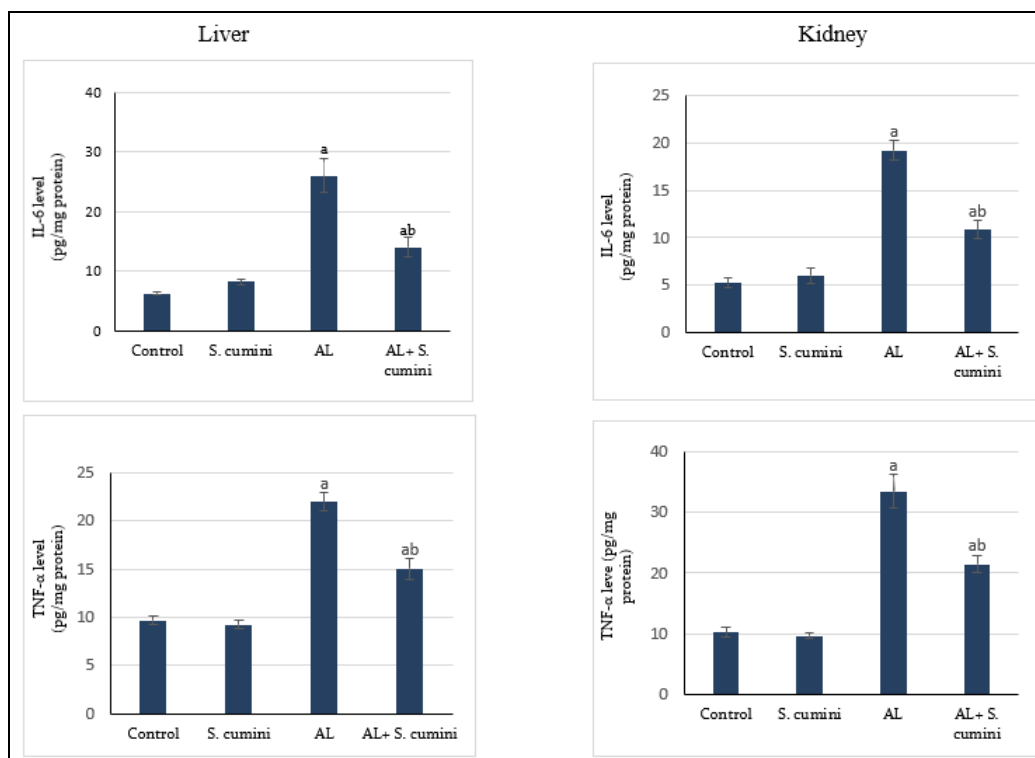 Liver
Kidney
IL-6 level
(pg/mg protein)
40
30
20
10
0
a
ab
Control
S. cumini
AL
AL+ S.
cumini
IL-6 level
(pg/mg protein)
25
20
15
10
5
0
a
ab
Control
S. cumini
AL
AL+ S.
cumini
TNF-α level
(pg/mg protein)
25
20
15
10
5
0
a
ab
Control
S. cumini
AL
AL+ S. cumini
TNF-α leve (pg/mg
protein)
40
30
20
10
0
a
ab
Control
S. cumini
AL
AL+ S.
cumini